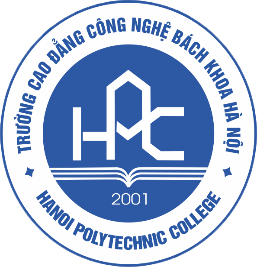 TRƯỜNG CAO ĐẲNG CÔNG NGHỆ BÁCH KHOA HÀ NỘI
HPC
2001
HANOI POLYTECHNIC COLLEGE